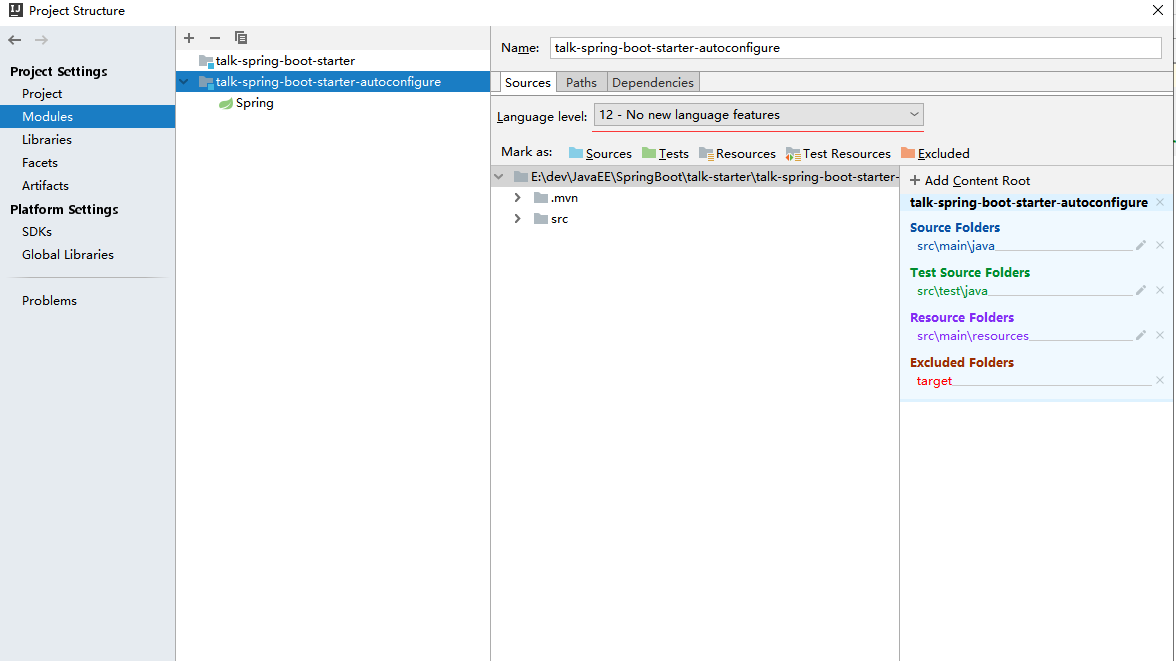 Project Structure
Project Settings
Project
Modules
Libraries
Facets
Artifacts
Platform Settings
SDKs
Global Libraries
Problems
talk-spring-boot-starter
talk-spring-boot-starter-autoconfigure
Spring
Name: talk-spring-boot-starter-autoconfigure
Sources Paths Dependencies
Language level: 12 - No new language features
Mark as: Sources Tests Resources Test Resources Excluded
E:\dev\JavaEE\SpringBoot\talk-starter\talk-spring-boot-starter-
.mvn
src
+ Add Content Root
talk-spring-boot-starter-autoconfigure
Source Folders
src\main\java
Test Source Folders
src\test\java
Resource Folders
src\main\resources
Excluded Folders
target